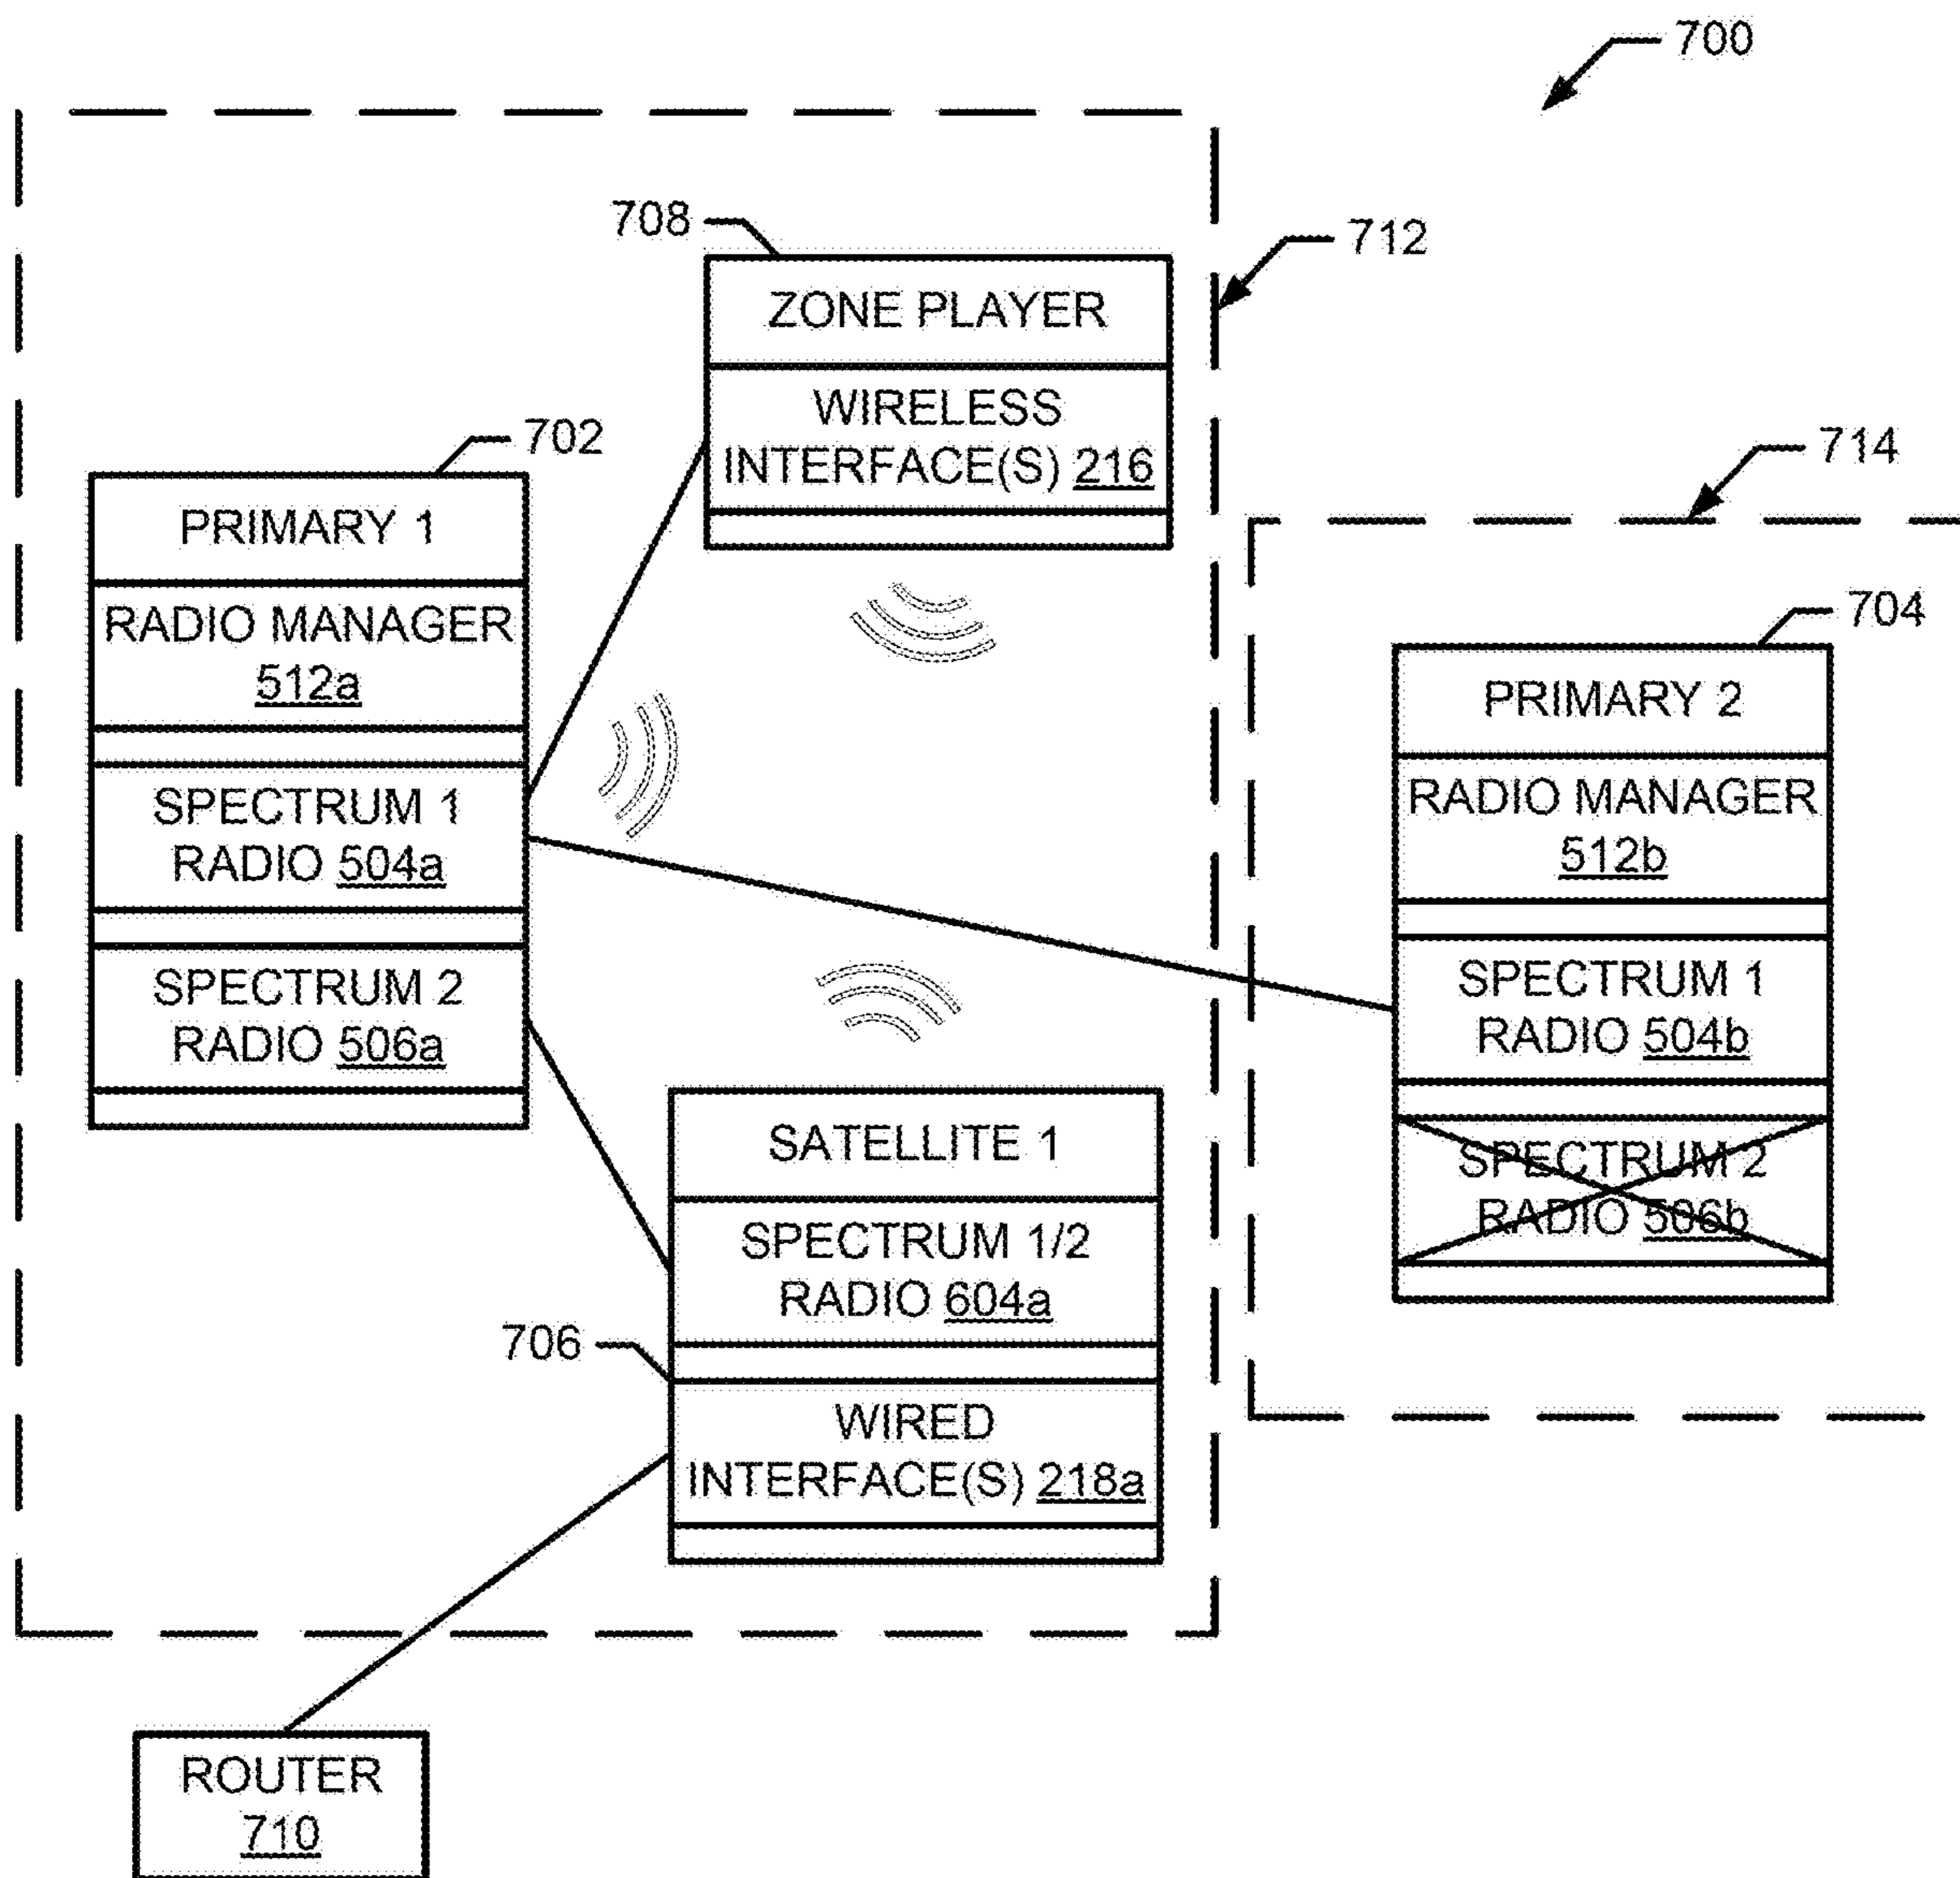 700
708
712
ZONE PLAYER
WIRELESS
INTERFACE(S) 216
702
714
PRIMARY 1
RADIO MANAGER
512a
SPECTRUM 1
RADIO 504a
SPECTRUM 2
RADIO 506a
704
PRIMARY 2
RADIO MANAGER
512b
SPECTRUM 1
RADIO 504b
SPECTRUM 2
RADIO 506b
SATELLITE 1
SPECTRUM 1/2
RADIO 604a
706
WIRED
INTERFACE(S) 218a
ROUTER
710